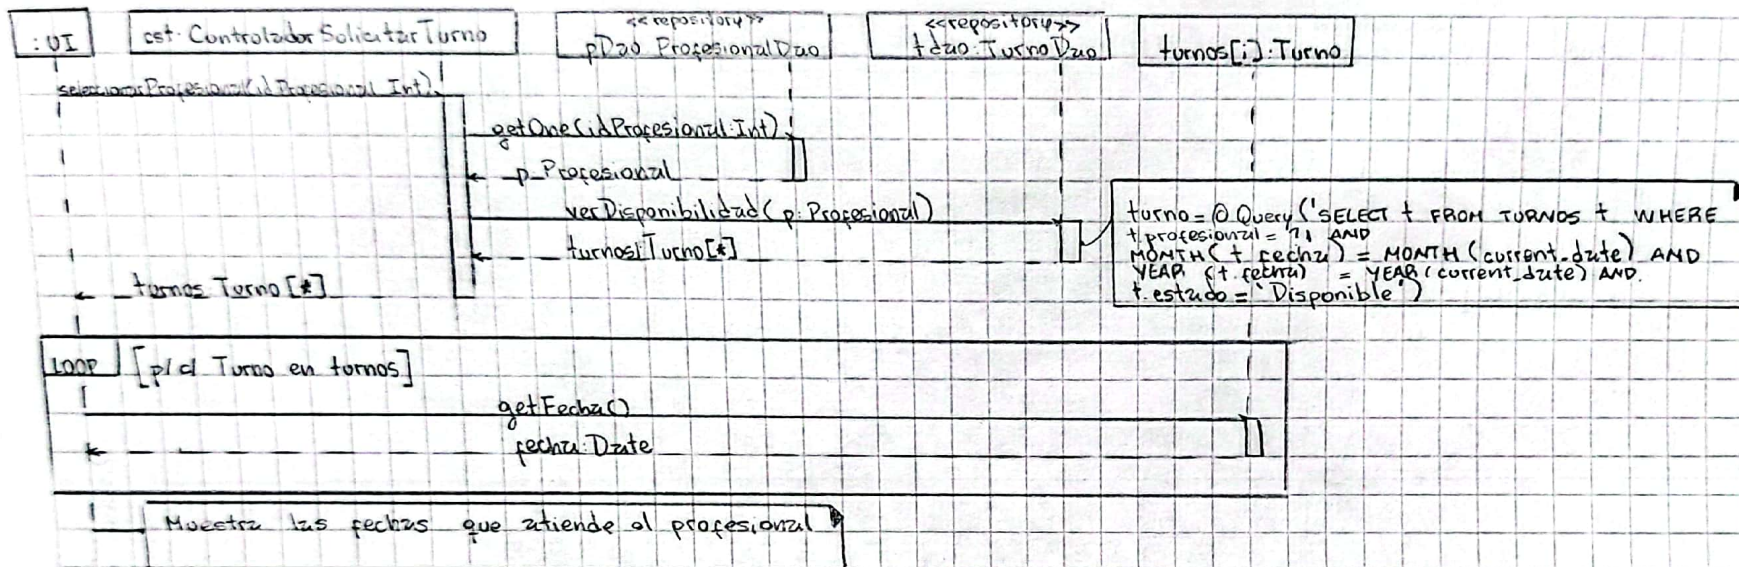 :UI
cst: ControladorSolicitarTurno
<<repository>>
pDao ProfesionalDao
<<repository>>
tdao:TurnoDao
turnos[i]:Turno
seleccionarProfesional(idProfesional Int)
getOne(idProfesional:Int)
p Profesional
verDisponibilidad(p: Profesional)
turnos:Turno[*]
turnos Turno[*]
turno = @Query('SELECT t FROM TURNOS t WHERE
t.profesional = ?1 AND
MONTH(t.fecha) = MONTH(current_date) AND
YEAR (t.fecha) = YEAR(current_date) AND.
t.estado = 'Disponible')
LOOP [p/c/ Turno en turnos]
getFecha()
fecha:Date
Muestra las fechas que atiende el profesional